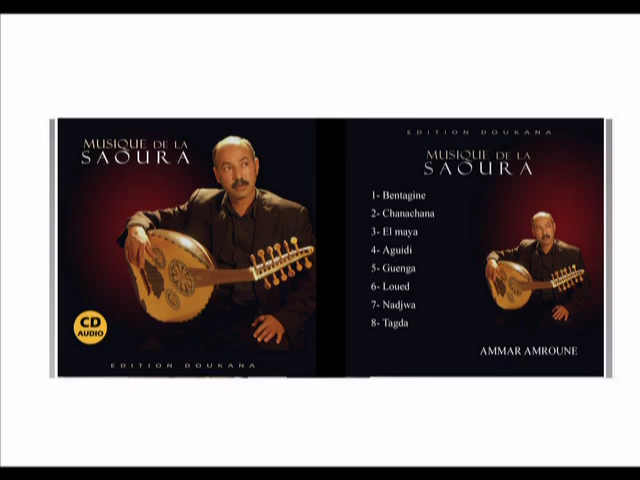 MUSIQUE DE LA
SAOURA
CD
AUDIO
EDITION DOUKANA
EDITION DOUKANA
MUSIQUE DE LA
SAOURA
1- Bentagine
2- Chanachana
3- El maya
4- Aguidi
5- Guenga
6- Loued
7- Nadjwa
8- Tagda
AMMAR AMROUNE